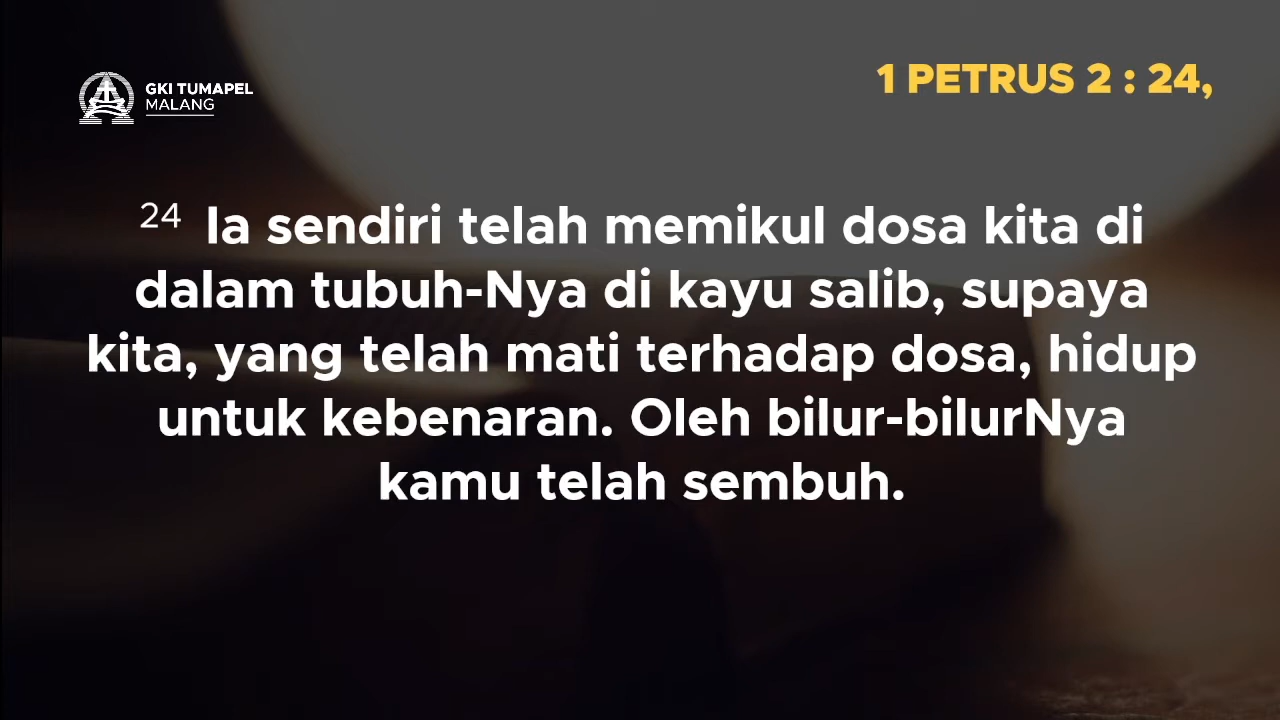 GKI TUMAPEL
MALANG
1 PETRUS 2 : 24,
24 Ia sendiri telah memikul dosa kita di
dalam tubuh-Nya di kayu salib, supaya
kita, yang telah mati terhadap dosa, hidup
untuk kebenaran. Oleh bilur-bilurNya
kamu telah sembuh.